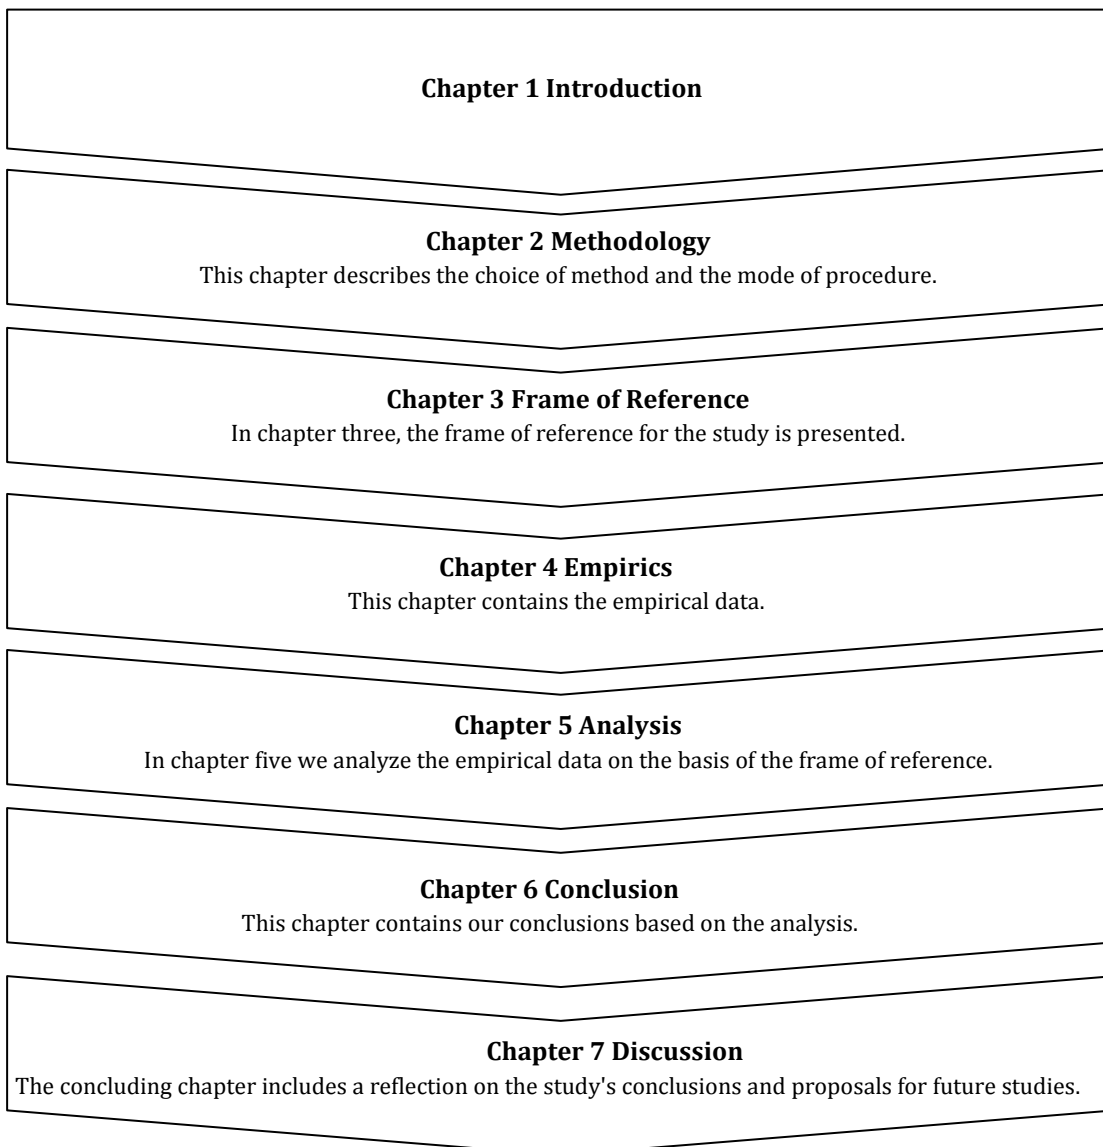 Chapter 1 Introduction
Chapter 2 Methodology
This chapter describes the choice of method and the mode of procedure.
Chapter 3 Frame of Reference
In chapter three, the frame of reference for the study is presented.
Chapter 4 Empirics
This chapter contains the empirical data.
Chapter 5 Analysis
In chapter five we analyze the empirical data on the basis of the frame of reference.
Chapter 6 Conclusion
This chapter contains our conclusions based on the analysis.
Chapter 7 Discussion
The concluding chapter includes a reflection on the study's conclusions and proposals for future studies.